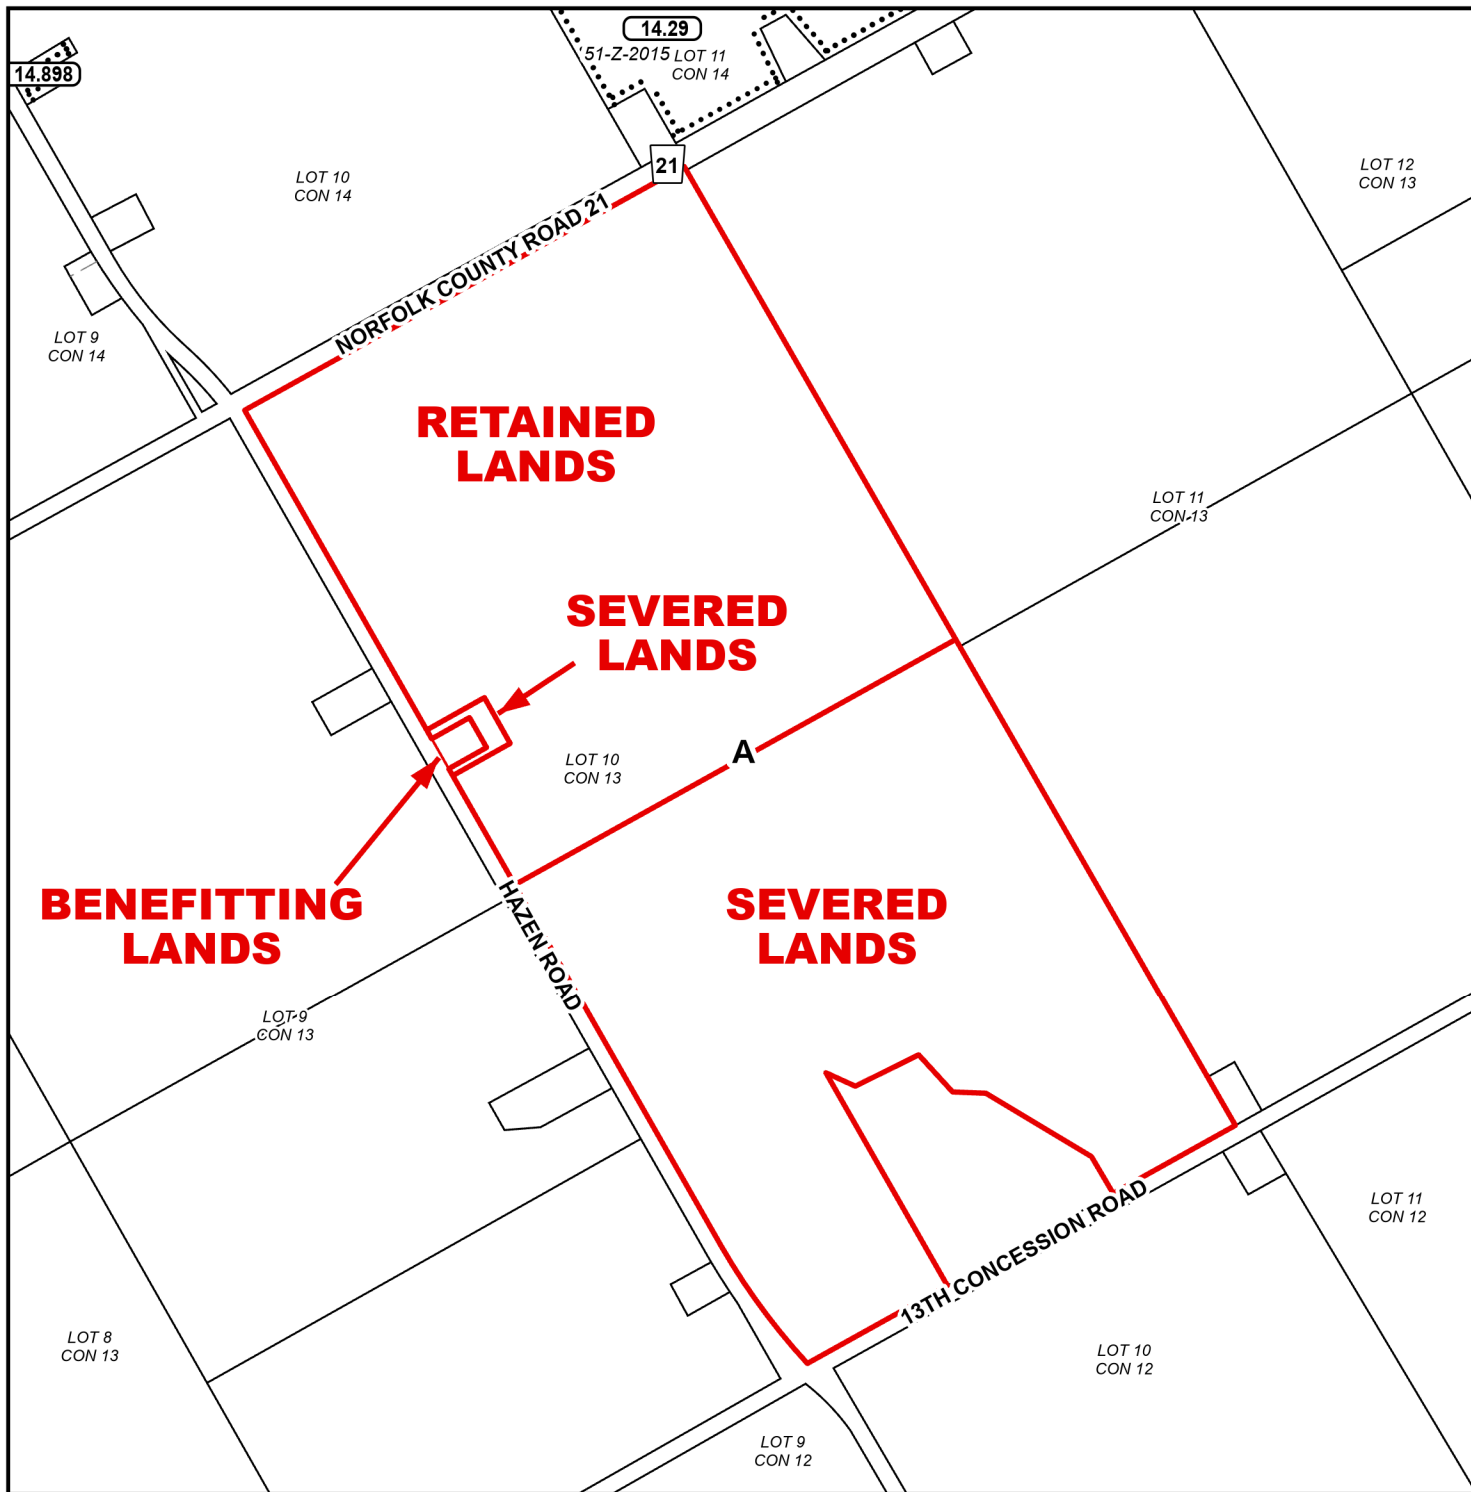 14.29
51-Z-2015
LOT 11
CON 14
14.898
21
LOT 10
CON 14
LOT 12
CON 13
NORFOLK COUNTY ROAD 21
LOT 9
CON 14
RETAINED
LANDS
LOT 11
CON 13
SEVERED
LANDS
A
LOT 10
CON 13
BENEFITTING
LANDS
HAZEN ROAD
SEVERED
LANDS
LOT 9
CON 13
LOT 11
CON 12
13TH CONCESSION ROAD
LOT 8
CON 13
LOT 10
CON 12
LOT 9
CON 12